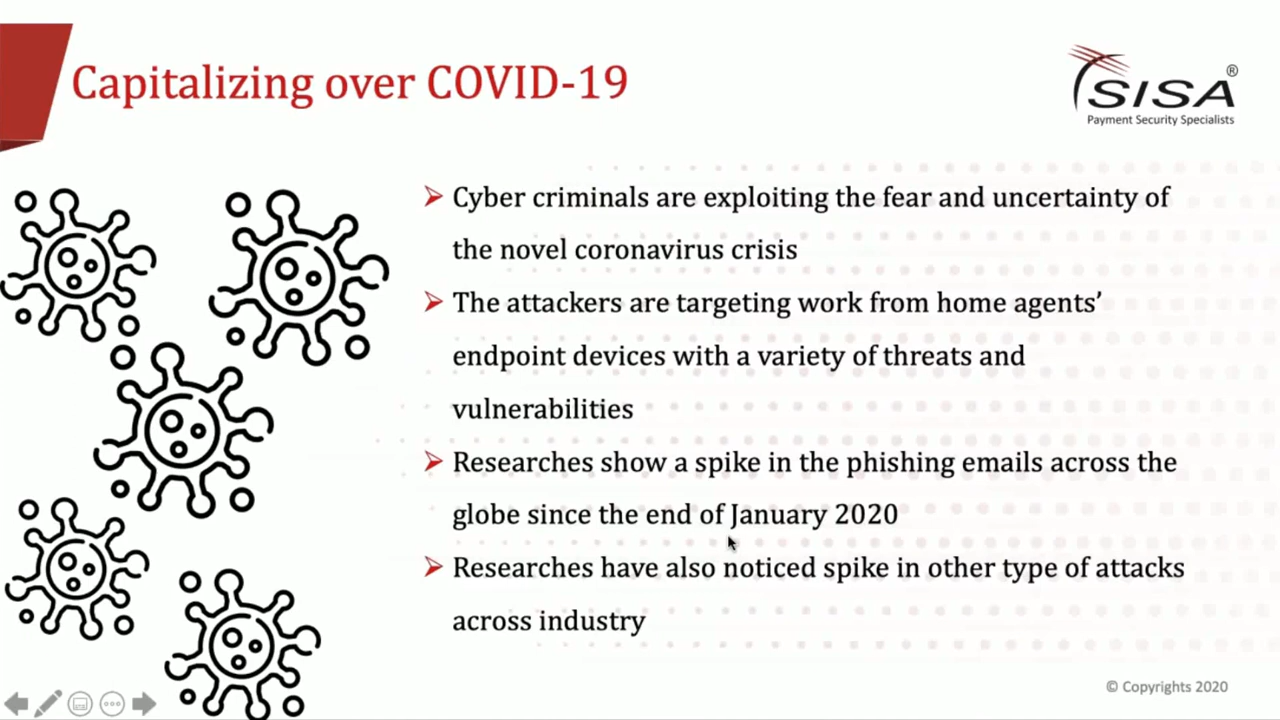 Capitalizing over COVID-19
SISA®
Payment Security Specialists
Cyber criminals are exploiting the fear and uncertainty of
the novel coronavirus crisis
The attackers are targeting work from home agents’
endpoint devices with a variety of threats and
vulnerabilities
Researches show a spike in the phishing emails across the
globe since the end of January 2020
Researches have also noticed spike in other type of attacks
across industry
© Copyrights 2020